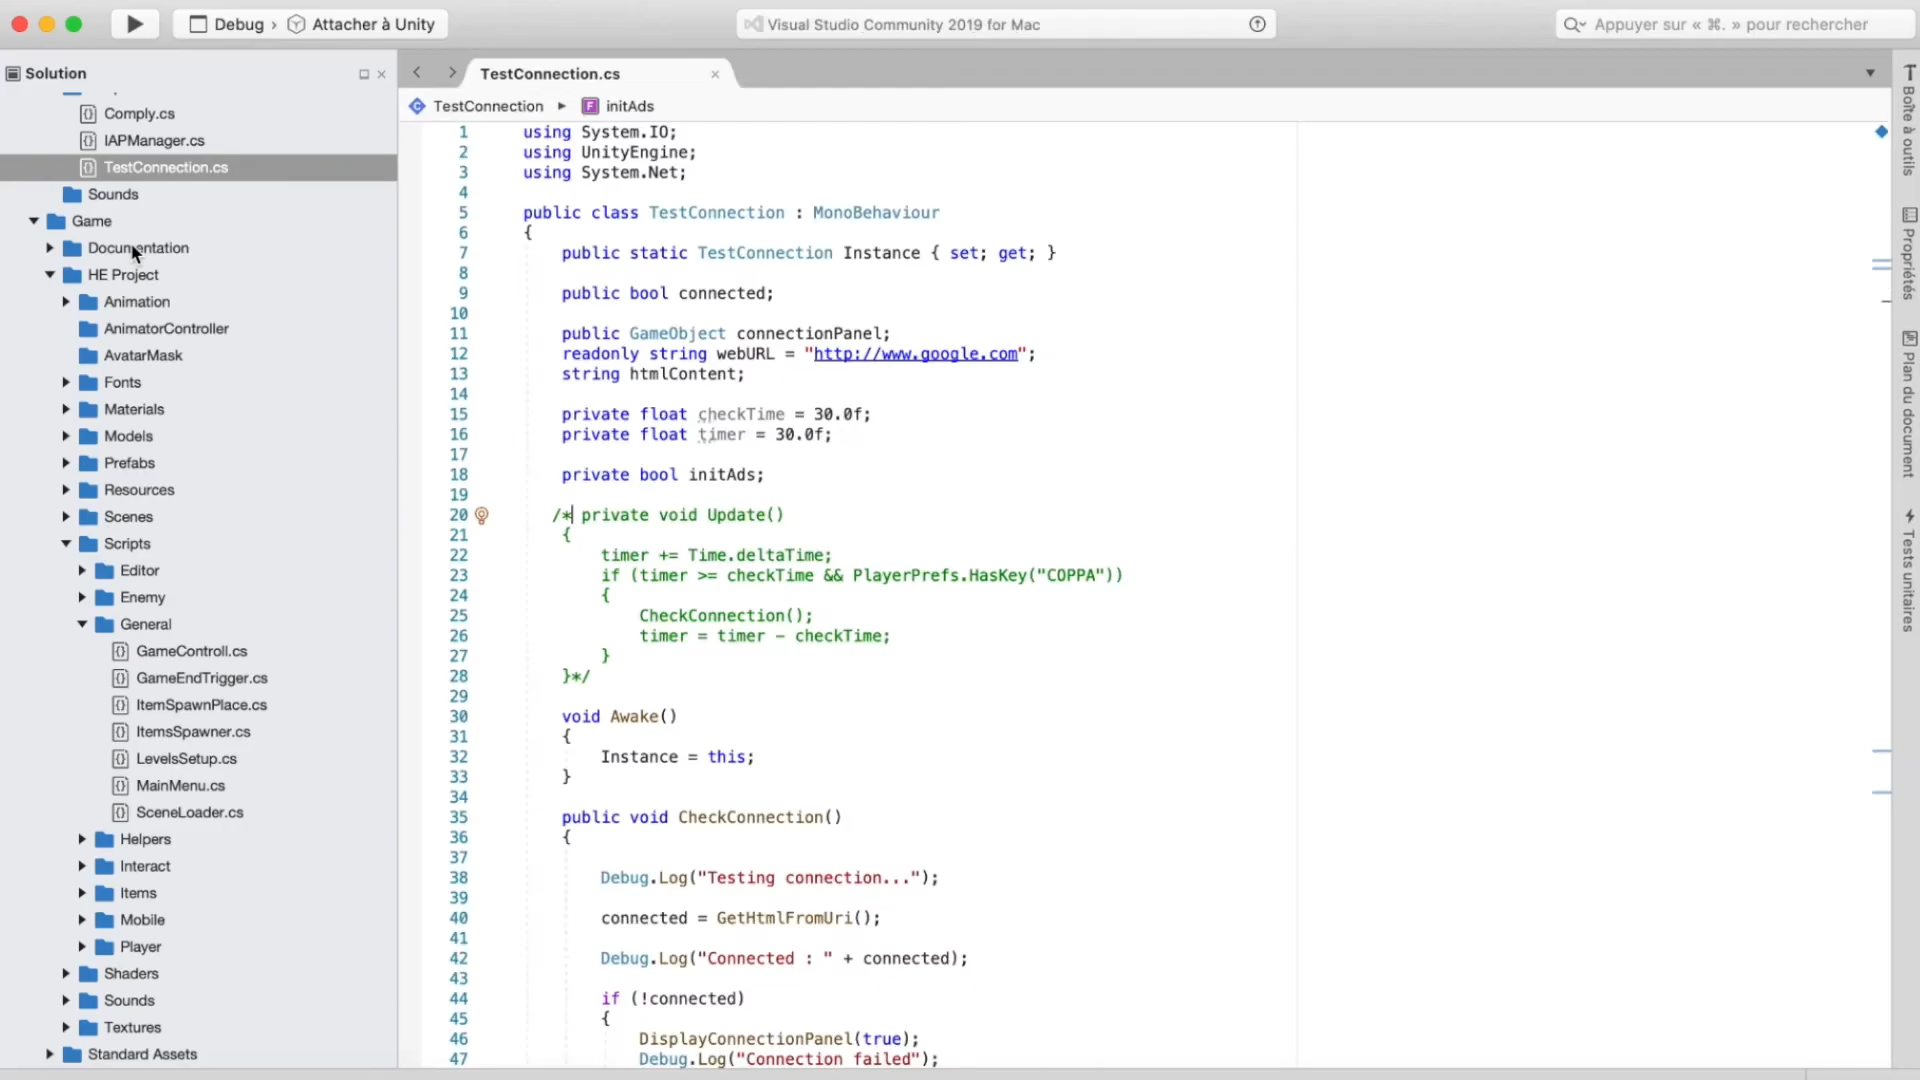 Debug › Attacher à Unity
Visual Studio Community 2019 for Mac
Appuyer sur « ⌘. » pour rechercher
Solution
Comply.cs
IAPManager.cs
TestConnection.cs
Sounds
Game
Documentation
HE Project
Animation
AnimatorController
AvatarMask
Fonts
Materials
Models
Prefabs
Resources
Scenes
Scripts
Editor
Enemy
General
GameControll.cs
GameEndTrigger.cs
ItemSpawnPlace.cs
ItemsSpawner.cs
LevelsSetup.cs
MainMenu.cs
SceneLoader.cs
Helpers
Interact
Items
Mobile
Player
Shaders
Sounds
Textures
Standard Assets
TestConnection.cs
TestConnection ▸ initAds
1 using System.IO;
2 using UnityEngine;
3 using System.Net;
4
5 public class TestConnection : MonoBehaviour
6 {
7 public static TestConnection Instance { set; get; }
8
9 public bool connected;
10
11 public GameObject connectionPanel;
12 readonly string webURL = "http://www.google.com";
13 string htmlContent;
14
15 private float checkTime = 30.0f;
16 private float timer = 30.0f;
17
18 private bool initAds;
19
20 /* private void Update()
21 {
22 timer += Time.deltaTime;
23 if (timer >= checkTime && PlayerPrefs.HasKey("COPPA"))
24 {
25 CheckConnection();
26 timer = timer - checkTime;
27 }
28 }*/
29
30 void Awake()
31 {
32 Instance = this;
33 }
34
35 public void CheckConnection()
36 {
37
38 Debug.Log("Testing connection...");
39
40 connected = GetHtmlFromUri();
41
42 Debug.Log("Connected : " + connected);
43
44 if (!connected)
45 {
46 DisplayConnectionPanel(true);
47 Debug.Log("Connection failed");
Boîte à outils
Propriétés
Plan du document
Tests unitaires